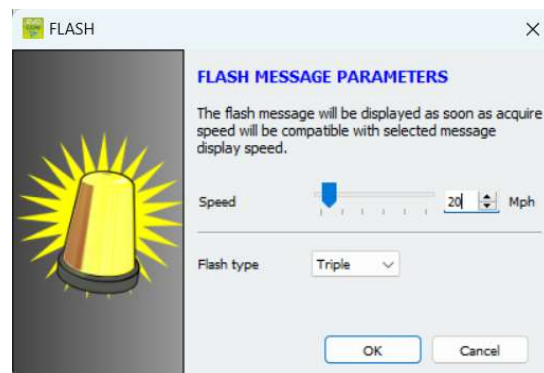 FLASH
FLASH MESSAGE PARAMETERS
The flash message will be displayed as soon as acquire
speed will be compatible with selected message
display speed.
Speed 20 Mph
Flash type Triple
OK Cancel